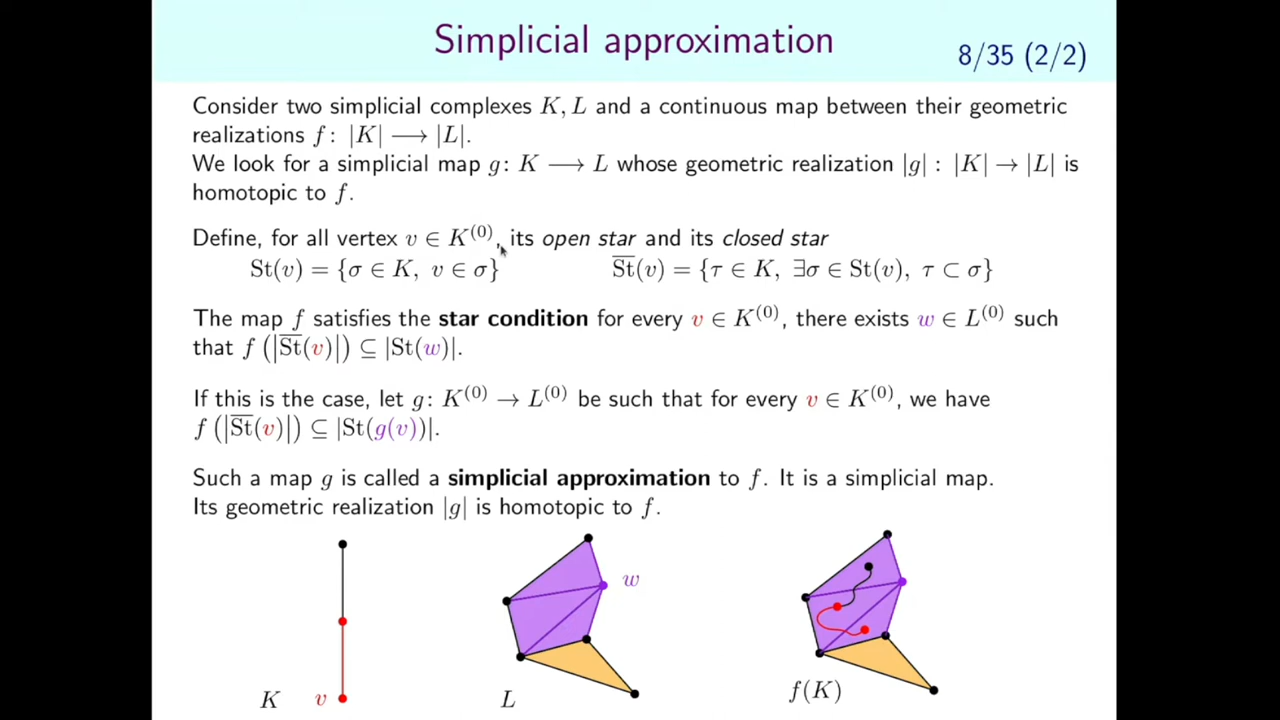 Simplicial approximation
8/35 (2/2)
Consider two simplicial complexes K, L and a continuous map between their geometric
realizations f : |K| ⟶ |L|.
We look for a simplicial map g : K ⟶ L whose geometric realization |g| : |K| → |L| is
homotopic to f.
Define, for all vertex v ∈ K⁽⁰⁾, its open star and its closed star
St(v) = {σ ∈ K, v ∈ σ} S̅t̅(v) = {τ ∈ K, ∃σ ∈ St(v), τ ⊂ σ}
The map f satisfies the star condition for every v ∈ K⁽⁰⁾, there exists w ∈ L⁽⁰⁾ such
that f (|S̅t̅(v)|) ⊆ |St(w)|.
If this is the case, let g : K⁽⁰⁾ → L⁽⁰⁾ be such that for every v ∈ K⁽⁰⁾, we have
f (|S̅t̅(v)|) ⊆ |St(g(v))|.
Such a map g is called a simplicial approximation to f. It is a simplicial map.
Its geometric realization |g| is homotopic to f.
w
K v L f(K)